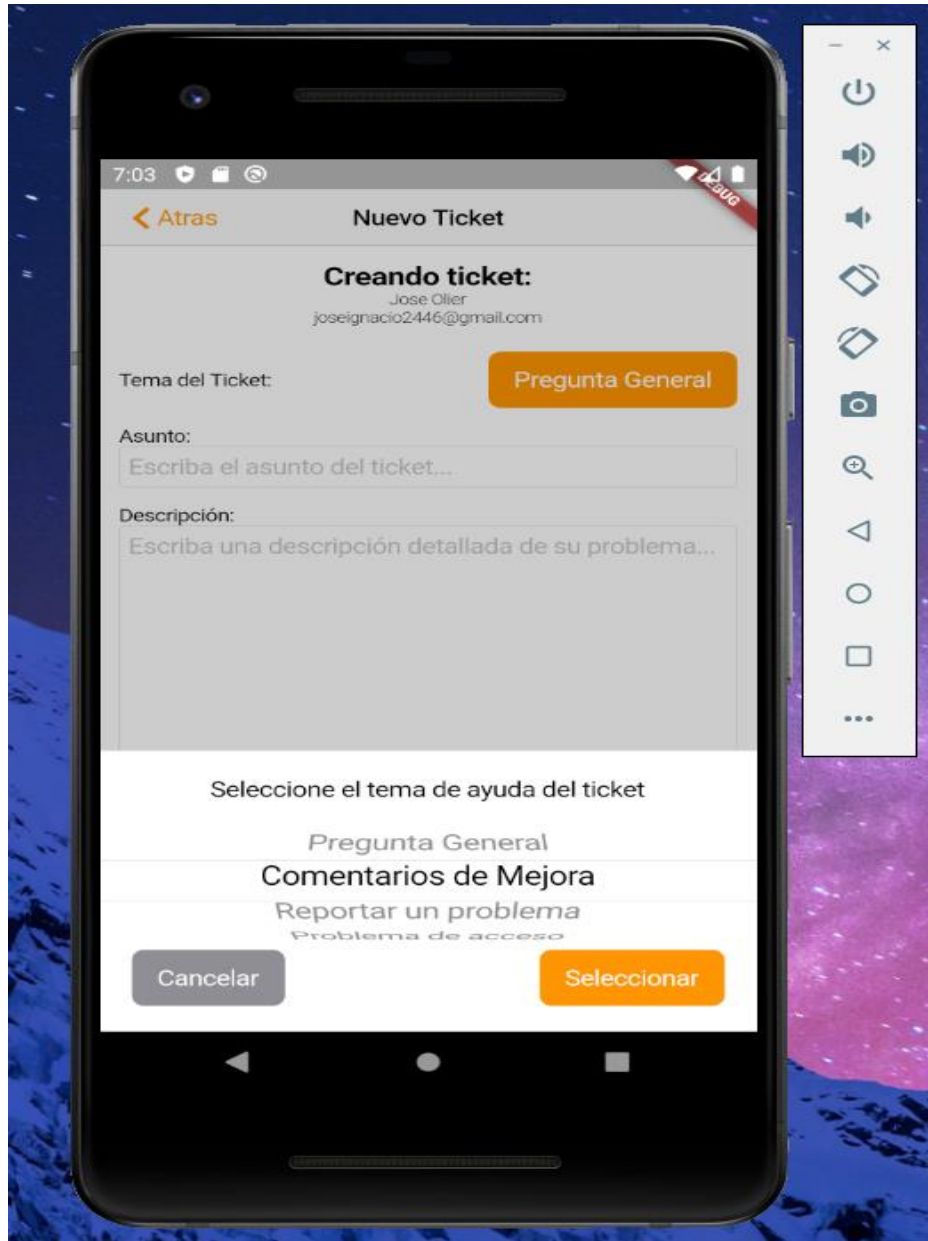 7:03
DEBUG
Atras
Nuevo Ticket
Creando ticket:
Jose Olier
joseignacio2446@gmail.com
Tema del Ticket:
Pregunta General
Asunto:
Escriba el asunto del ticket...
Descripción:
Escriba una descripción detallada de su problema...
Seleccione el tema de ayuda del ticket
Pregunta General
Comentarios de Mejora
Reportar un problema
Problema de acceso
Cancelar
Seleccionar